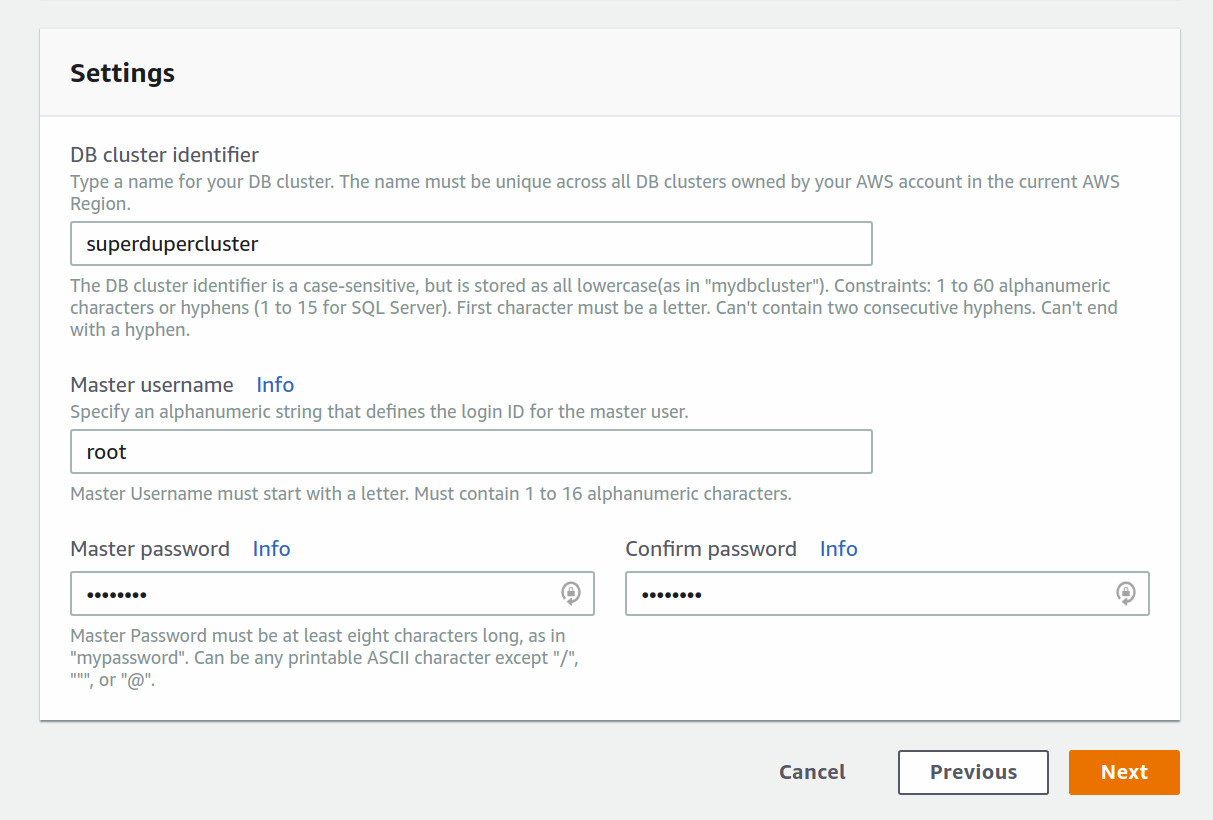 Settings
DB cluster identifier
Type a name for your DB cluster. The name must be unique across all DB clusters owned by your AWS account in the current AWS
Region.
superdupercluster
The DB cluster identifier is a case-sensitive, but is stored as all lowercase(as in "mydbcluster"). Constraints: 1 to 60 alphanumeric
characters or hyphens (1 to 15 for SQL Server). First character must be a letter. Can't contain two consecutive hyphens. Can't end
with a hyphen.
Master username Info
Specify an alphanumeric string that defines the login ID for the master user.
root
Master Username must start with a letter. Must contain 1 to 16 alphanumeric characters.
Master password Info
Confirm password Info
••••••••
••••••••
Master Password must be at least eight characters long, as in
"mypassword". Can be any printable ASCII character except "/",
""", or "@".
Cancel
Previous
Next